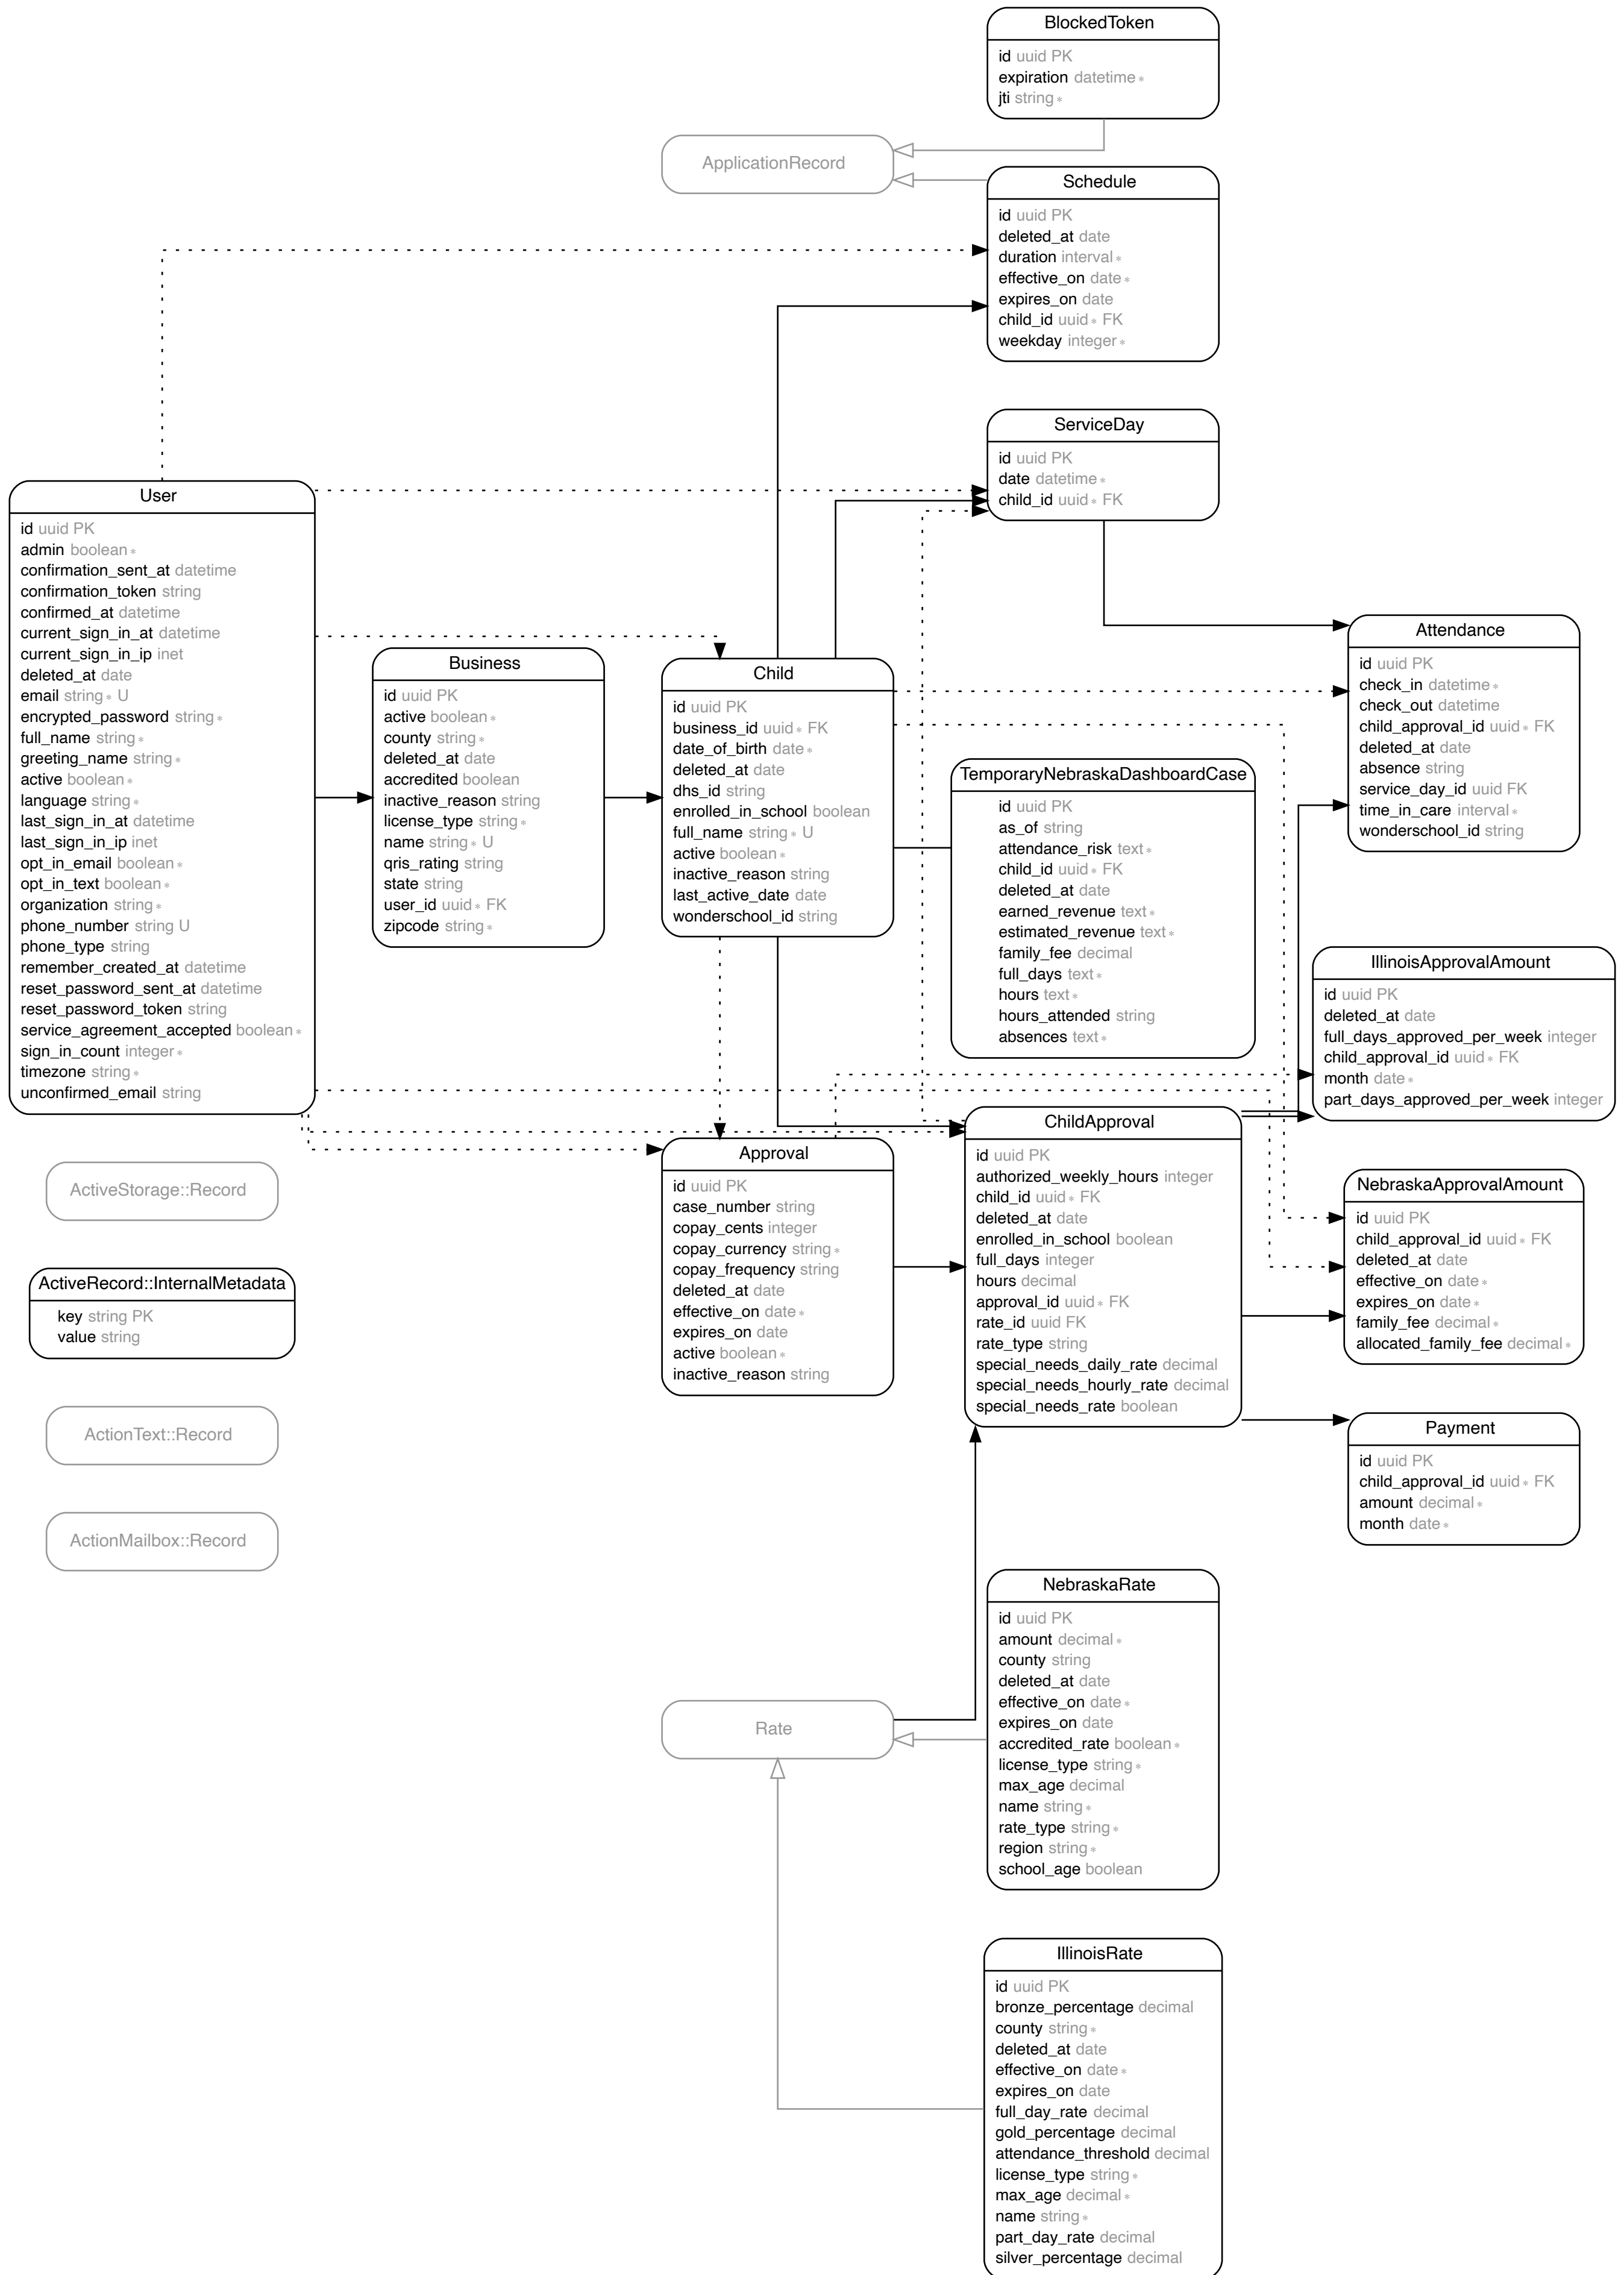 BlockedToken
id uuid PK
expiration datetime ∗
jti string ∗
ApplicationRecord
Schedule
id uuid PK
deleted_at date
duration interval ∗
effective_on date ∗
expires_on date
child_id uuid ∗ FK
weekday integer ∗
ServiceDay
id uuid PK
date datetime ∗
child_id uuid ∗ FK
User
id uuid PK
admin boolean ∗
confirmation_sent_at datetime
confirmation_token string
confirmed_at datetime
current_sign_in_at datetime
current_sign_in_ip inet
deleted_at date
email string ∗ U
encrypted_password string ∗
full_name string ∗
greeting_name string ∗
active boolean ∗
language string ∗
last_sign_in_at datetime
last_sign_in_ip inet
opt_in_email boolean ∗
opt_in_text boolean ∗
organization string ∗
phone_number string U
phone_type string
remember_created_at datetime
reset_password_sent_at datetime
reset_password_token string
service_agreement_accepted boolean ∗
sign_in_count integer ∗
timezone string ∗
unconfirmed_email string
Business
id uuid PK
active boolean ∗
county string ∗
deleted_at date
accredited boolean
inactive_reason string
license_type string ∗
name string ∗ U
qris_rating string
state string
user_id uuid ∗ FK
zipcode string ∗
Child
id uuid PK
business_id uuid ∗ FK
date_of_birth date ∗
deleted_at date
dhs_id string
enrolled_in_school boolean
full_name string ∗ U
active boolean ∗
inactive_reason string
last_active_date date
wonderschool_id string
Attendance
id uuid PK
check_in datetime ∗
check_out datetime
child_approval_id uuid ∗ FK
deleted_at date
absence string
service_day_id uuid FK
time_in_care interval ∗
wonderschool_id string
TemporaryNebraskaDashboardCase
id uuid PK
as_of string
attendance_risk text ∗
child_id uuid ∗ FK
deleted_at date
earned_revenue text ∗
estimated_revenue text ∗
family_fee decimal
full_days text ∗
hours text ∗
hours_attended string
absences text ∗
IllinoisApprovalAmount
id uuid PK
deleted_at date
full_days_approved_per_week integer
child_approval_id uuid ∗ FK
month date ∗
part_days_approved_per_week integer
ChildApproval
id uuid PK
authorized_weekly_hours integer
child_id uuid ∗ FK
deleted_at date
enrolled_in_school boolean
full_days integer
hours decimal
approval_id uuid ∗ FK
rate_id uuid FK
rate_type string
special_needs_daily_rate decimal
special_needs_hourly_rate decimal
special_needs_rate boolean
Approval
id uuid PK
case_number string
copay_cents integer
copay_currency string ∗
copay_frequency string
deleted_at date
effective_on date ∗
expires_on date
active boolean ∗
inactive_reason string
NebraskaApprovalAmount
id uuid PK
child_approval_id uuid ∗ FK
deleted_at date
effective_on date ∗
expires_on date ∗
family_fee decimal ∗
allocated_family_fee decimal ∗
ActiveStorage::Record
ActiveRecord::InternalMetadata
key string PK
value string
ActionText::Record
ActionMailbox::Record
Payment
id uuid PK
child_approval_id uuid ∗ FK
amount decimal ∗
month date ∗
NebraskaRate
id uuid PK
amount decimal ∗
county string
deleted_at date
effective_on date ∗
expires_on date
accredited_rate boolean ∗
license_type string ∗
max_age decimal
name string ∗
rate_type string ∗
region string ∗
school_age boolean
Rate
IllinoisRate
id uuid PK
bronze_percentage decimal
county string ∗
deleted_at date
effective_on date ∗
expires_on date
full_day_rate decimal
gold_percentage decimal
attendance_threshold decimal
license_type string ∗
max_age decimal ∗
name string ∗
part_day_rate decimal
silver_percentage decimal